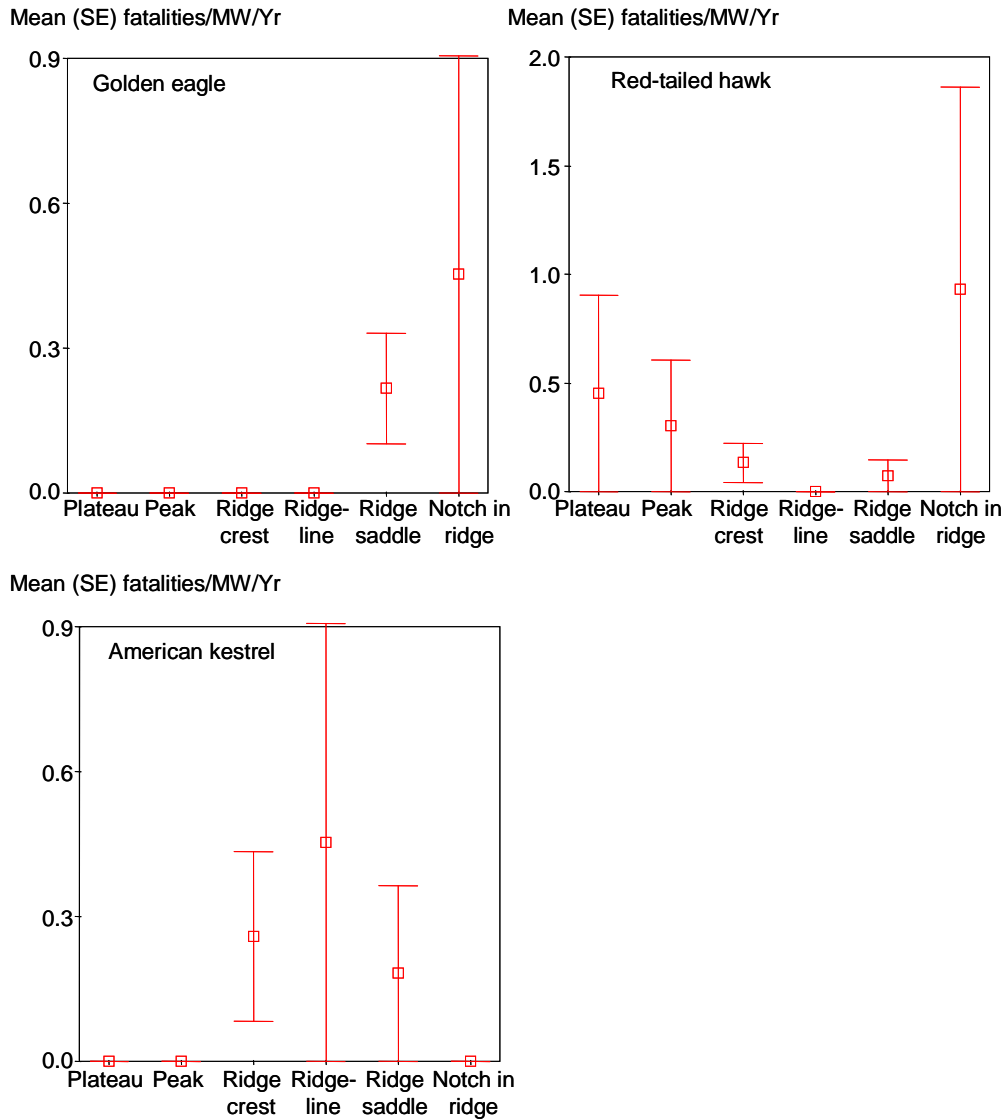 Mean (SE) fatalities/MW/Yr
0.9
0.6
0.3
0.0
Golden eagle
Plateau Peak Ridge Ridge- Ridge Notch in
crest line saddle ridge
Mean (SE) fatalities/MW/Yr
2.0
1.5
1.0
0.5
0.0
Red-tailed hawk
Plateau Peak Ridge Ridge- Ridge Notch in
crest line saddle ridge
Mean (SE) fatalities/MW/Yr
0.9
0.6
0.3
0.0
American kestrel
Plateau Peak Ridge Ridge- Ridge Notch in
crest line saddle ridge